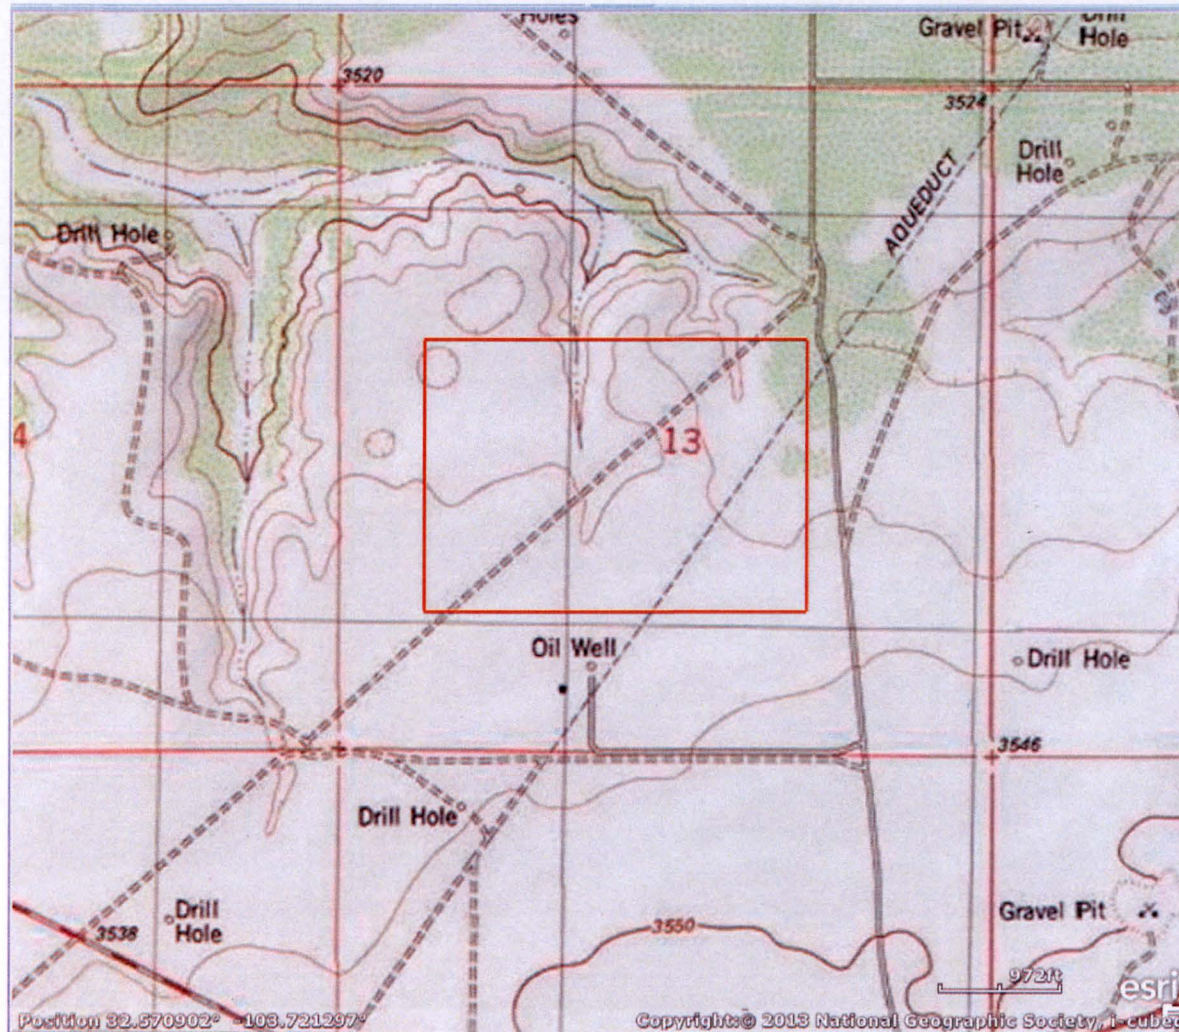 Holes
Gravel Pit
Drill
Hole
3520
3524
Drill
Hole
AQUEDUCT
Drill Hole
13
4
Oil Well
Drill Hole
3546
Drill Hole
Drill
Hole
3538
3550
Gravel Pit
972ft
esri
Position 32.570902° -103.721297°
Copyright:© 2013 National Geographic Society, i-cubed